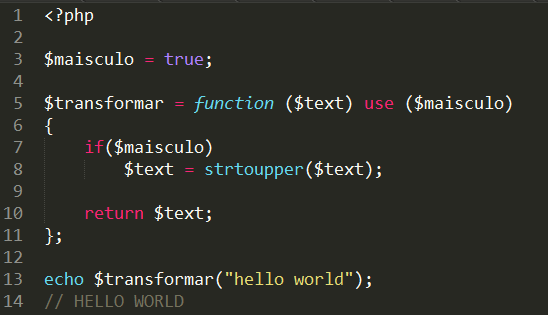 1 <?php
2
3 $maisculo = true;
4
5 $transformar = function ($text) use ($maisculo)
6 {
7     if($maisculo)
8         $text = strtoupper($text);
9
10     return $text;
11 };
12
13 echo $transformar("hello world");
14 // HELLO WORLD